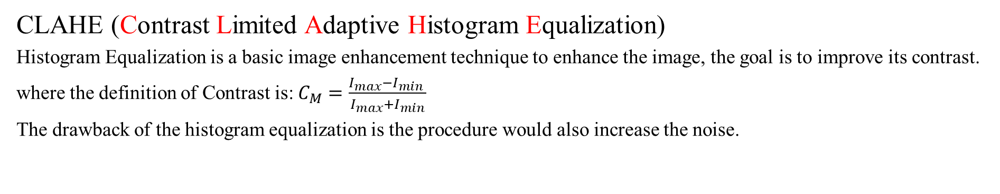 CLAHE (Contrast Limited Adaptive Histogram Equalization)
Histogram Equalization is a basic image enhancement technique to enhance the image, the goal is to improve its contrast.
where the definition of Contrast is: $C_M = \frac{I_{max}-I_{min}}{I_{max}+I_{min}}$
The drawback of the histogram equalization is the procedure would also increase the noise.